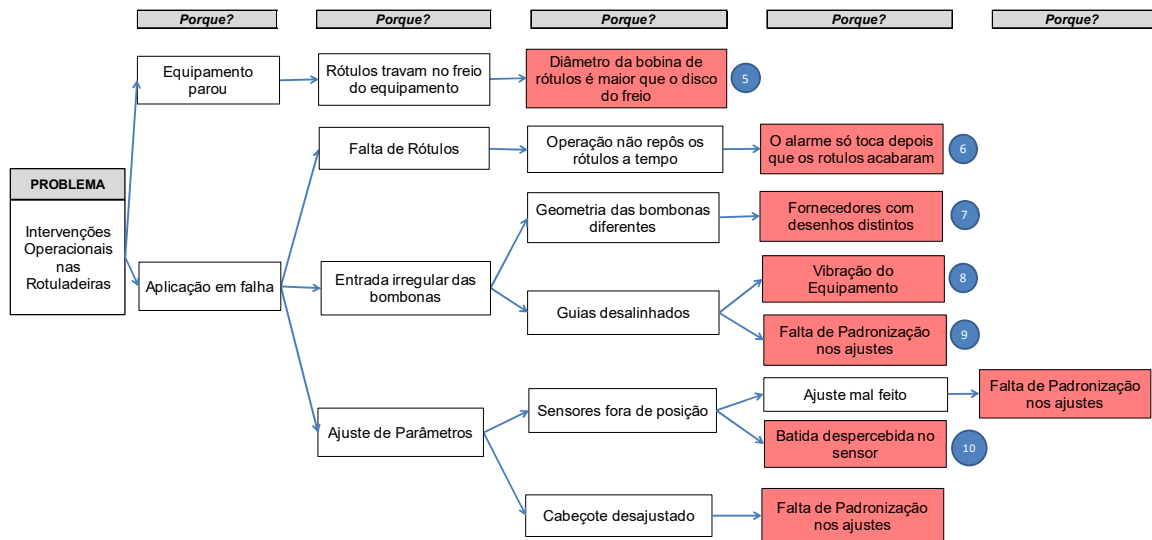 Porque?
Porque?
Porque?
Porque?
Porque?
Equipamento
parou
Rótulos travam no freio
do equipamento
Diâmetro da bobina de
rótulos é maior que o disco
do freio
5
Falta de Rótulos
Operação não repôs os
rótulos a tempo
O alarme só toca depois
que os rotulos acabaram
6
PROBLEMA
Intervenções
Operacionais
nas
Rotuladeiras
Geometria das bombonas
diferentes
Fornecedores com
desenhos distintos
7
Aplicação em falha
Entrada irregular das
bombonas
Vibração do
Equipamento
8
Guias desalinhados
Falta de Padronização
nos ajustes
9
Ajuste de Parâmetros
Sensores fora de posição
Ajuste mal feito
Falta de Padronização
nos ajustes
Batida despercebida no
sensor
10
Cabeçote desajustado
Falta de Padronização
nos ajustes